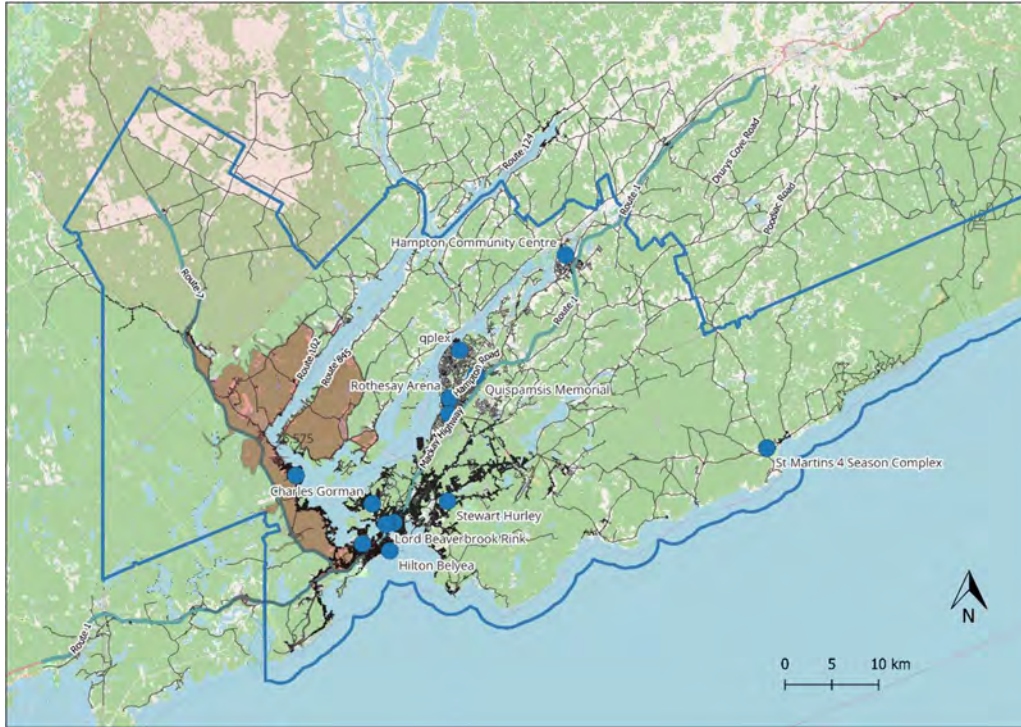 Route 124
Drurys Cove Road
Route 1
Poodiac Road
Hampton Community Centre
Route 7
Route 1
qplex
Route 102
Route 845
Hampton Road
Rothesay Arena
Quispamsis Memorial
Mackay Highway
575
St Martins 4 Season Complex
Charles Gorman
Stewart Hurley
Lord Beaverbrook Rink
Hilton Belyea
Route 1
N
0 5 10 km